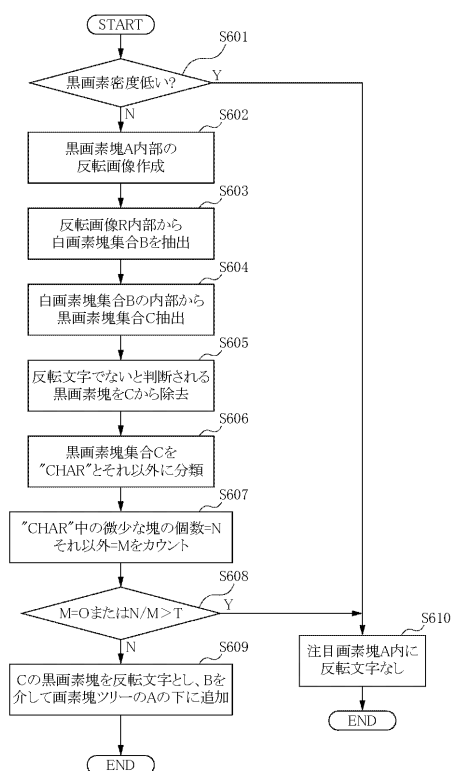 START
S601
黒画素密度低い?
Y
N
S602
黒画素塊A内部の
反転画像作成
S603
反転画像R内部から
白画素塊集合Bを抽出
S604
白画素塊集合Bの内部から
黒画素塊集合C抽出
S605
反転文字でないと判断される
黒画素塊をCから除去
S606
黒画素塊集合Cを
"CHAR"とそれ以外に分類
S607
"CHAR"中の微少な塊の個数=N
それ以外=Mをカウント
S608
M=OまたはN/M>T
Y
N
S609
Cの黒画素塊を反転文字とし、Bを
介して画素塊ツリーのAの下に追加
END
S610
注目画素塊A内に
反転文字なし
END